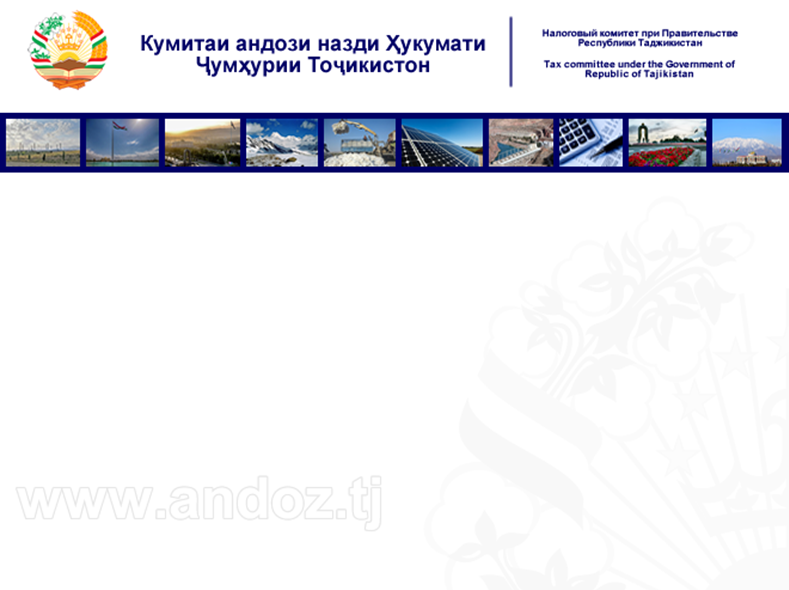 Кумитаи андози назди Ҳукумати
Ҷумҳурии Тоҷикистон
Налоговый комитет при Правительстве
Республики Таджикистан
Tax committee under the Government of
Republic of Tajikistan
www.andoz.tj